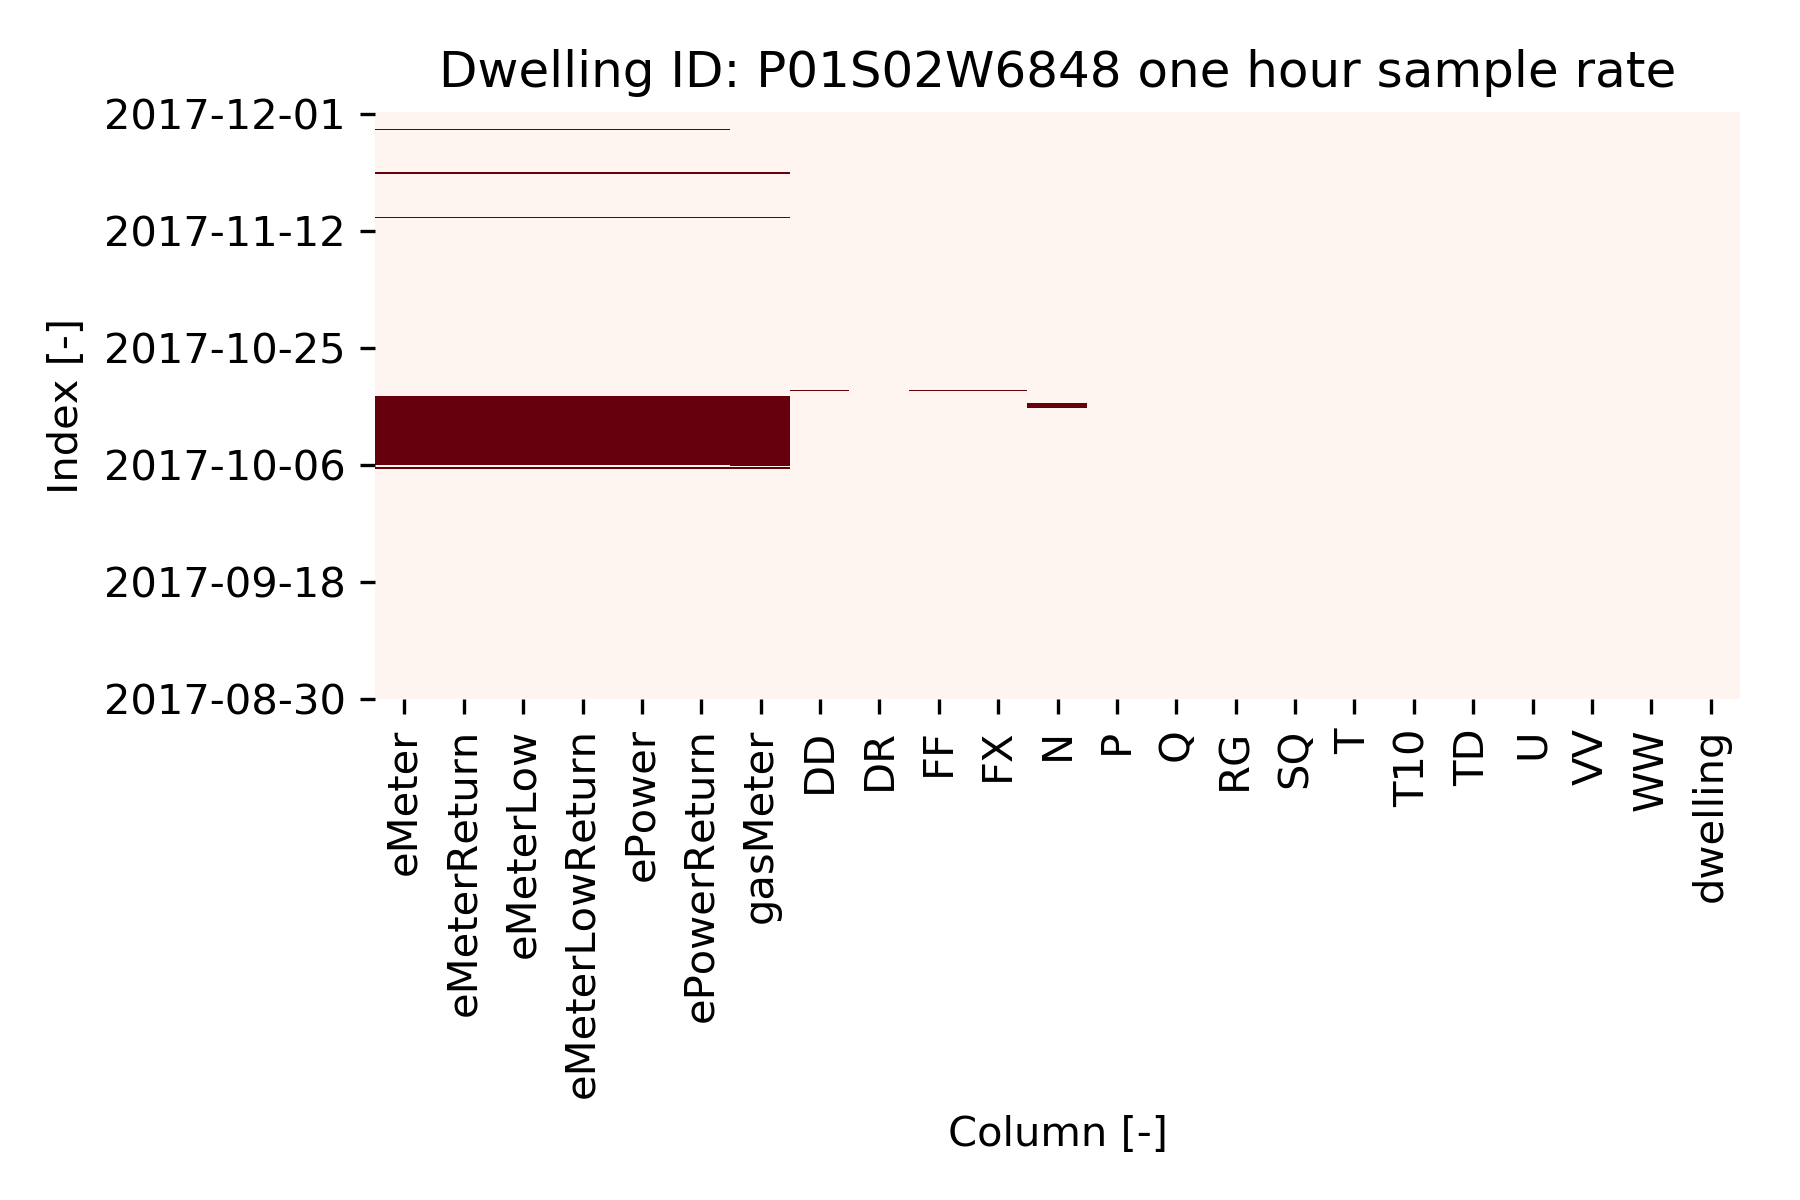 Dwelling ID: P01S02W6848 one hour sample rate
2017-12-01
2017-11-12
2017-10-25
2017-10-06
2017-09-18
2017-08-30
Index [-]
eMeter
eMeterReturn
eMeterLow
eMeterLowReturn
ePower
ePowerReturn
gasMeter
DD
DR
FF
FX
N
P
Q
RG
SQ
T
T10
TD
U
VV
WW
dwelling
Column [-]